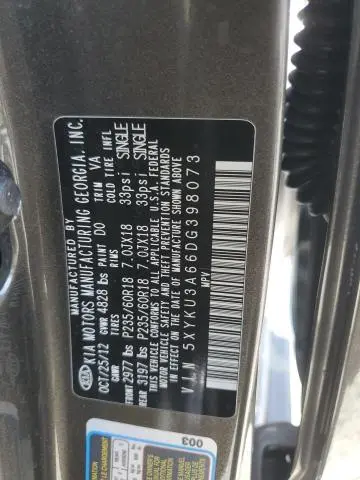 MANUFACTURED BY
KIA MOTORS MANUFACTURING GEORGIA, INC.
OCT/25/12 PAINT DO TRIM VA
GVWR 4828 lbs
GAWR TIRES RIMS COLD TIRE INFL
FRONT 2977 lbs P235/60R18 7.0JX18 33psi SINGLE
REAR 3197 lbs P235/60R18 7.0JX18 33psi SINGLE
THIS VEHICLE CONFORMS TO ALL APPLICABLE U.S.A. FEDERAL
MOTOR VEHICLE SAFETY AND THEFT PREVENTION STANDARDS
IN EFFECT ON THE DATE OF MANUFACTURE SHOWN ABOVE
V.I.N 5XYKU3A66DG398073
MPV
003